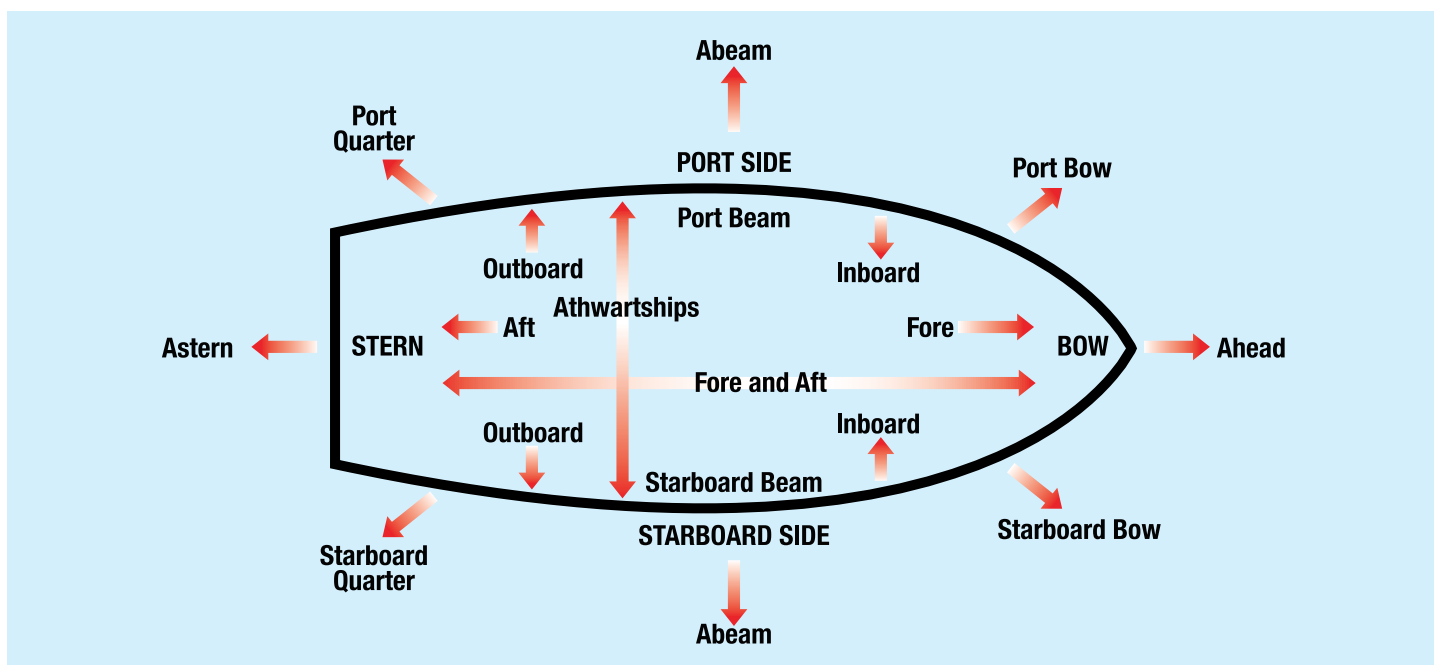 Abeam
Port
Quarter
PORT SIDE
Port Bow
Port Beam
Outboard
Inboard
Athwartships
Aft
Fore
Astern
STERN
BOW
Ahead
Fore and Aft
Outboard
Inboard
Starboard Beam
STARBOARD SIDE
Starboard Bow
Starboard
Quarter
Abeam